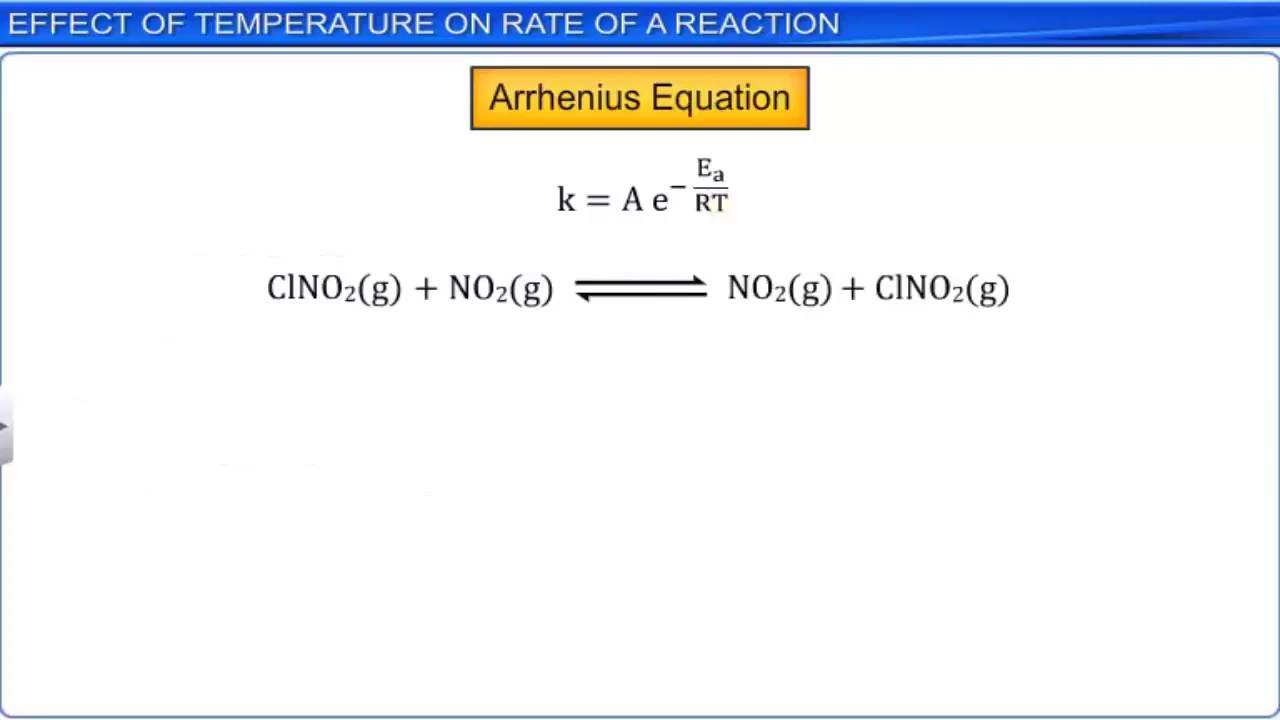 EFFECT OF TEMPERATURE ON RATE OF A REACTION
Arrhenius Equation
k = A e^(−Eₐ/RT)
ClNO₂(g) + NO₂(g) ⇌ NO₂(g) + ClNO₂(g)